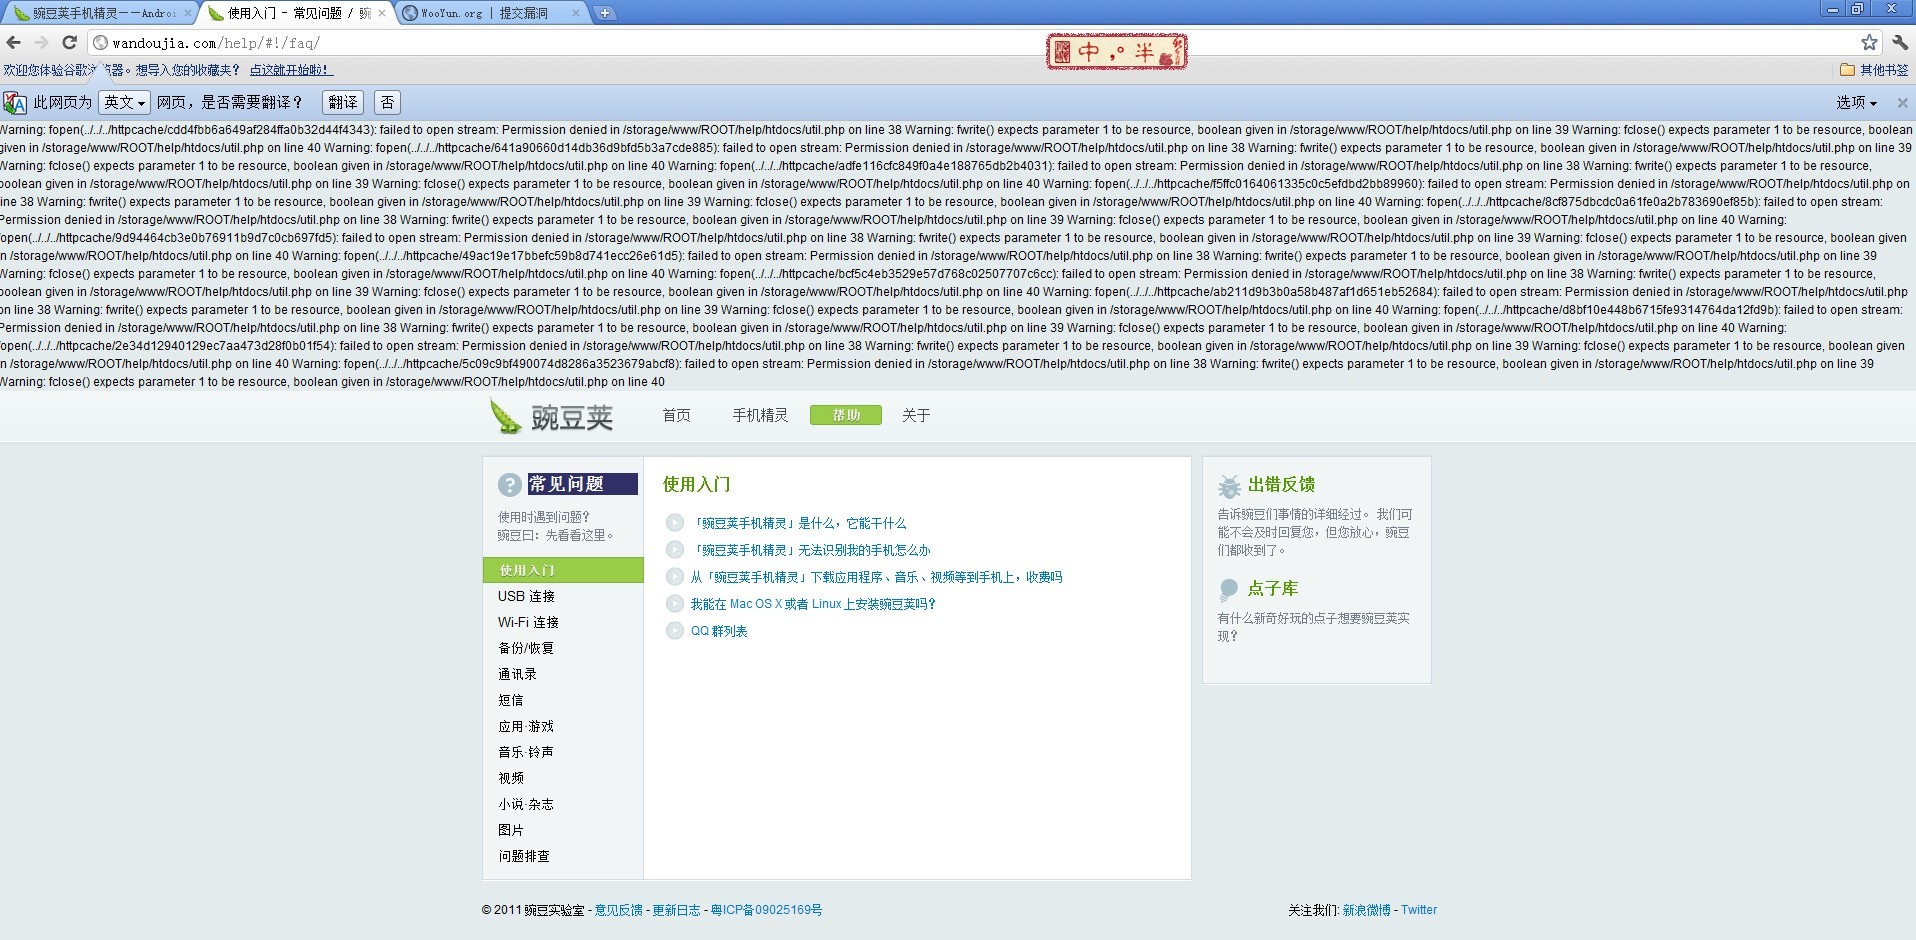 豌豆荚手机精灵——Androi
使用入门 - 常见问题 / 豌
WooYun.org | 提交漏洞
wandoujia.com/help/#!/faq/
中 ，° 半
欢迎您体验谷歌浏览器。想导入您的收藏夹？ 点这就开始啦！
其他书签
此网页为 英文 网页，是否需要翻译？ 翻译 否
选项
Warning: fopen(../../../httpcache/cdd4fbb6a649af284ffa0b32d44f4343): failed to open stream: Permission denied in /storage/www/ROOT/help/htdocs/util.php on line 38 Warning: fwrite() expects parameter 1 to be resource, boolean given in /storage/www/ROOT/help/htdocs/util.php on line 39 Warning: fclose() expects parameter 1 to be resource, boolean
given in /storage/www/ROOT/help/htdocs/util.php on line 40 Warning: fopen(../../../httpcache/641a90660d14db36d9bfd5b3a7cde885): failed to open stream: Permission denied in /storage/www/ROOT/help/htdocs/util.php on line 38 Warning: fwrite() expects parameter 1 to be resource, boolean given in /storage/www/ROOT/help/htdocs/util.php on line 39
Warning: fclose() expects parameter 1 to be resource, boolean given in /storage/www/ROOT/help/htdocs/util.php on line 40 Warning: fopen(../../../httpcache/adfe116cfc849f0a4e188765db2b4031): failed to open stream: Permission denied in /storage/www/ROOT/help/htdocs/util.php on line 38 Warning: fwrite() expects parameter 1 to be resource,
boolean given in /storage/www/ROOT/help/htdocs/util.php on line 39 Warning: fclose() expects parameter 1 to be resource, boolean given in /storage/www/ROOT/help/htdocs/util.php on line 40 Warning: fopen(../../../httpcache/f5ffc0164061335c0c5efdbd2bb89960): failed to open stream: Permission denied in /storage/www/ROOT/help/htdocs/util.php on
line 38 Warning: fwrite() expects parameter 1 to be resource, boolean given in /storage/www/ROOT/help/htdocs/util.php on line 39 Warning: fclose() expects parameter 1 to be resource, boolean given in /storage/www/ROOT/help/htdocs/util.php on line 40 Warning: fopen(../../../httpcache/8cf875dbcdc0a61fe0a2b783690ef85b): failed to open stream:
Permission denied in /storage/www/ROOT/help/htdocs/util.php on line 38 Warning: fwrite() expects parameter 1 to be resource, boolean given in /storage/www/ROOT/help/htdocs/util.php on line 39 Warning: fclose() expects parameter 1 to be resource, boolean given in /storage/www/ROOT/help/htdocs/util.php on line 40 Warning:
fopen(../../../httpcache/9d94464cb3e0b76911b9d7c0cb697fd5): failed to open stream: Permission denied in /storage/www/ROOT/help/htdocs/util.php on line 38 Warning: fwrite() expects parameter 1 to be resource, boolean given in /storage/www/ROOT/help/htdocs/util.php on line 39 Warning: fclose() expects parameter 1 to be resource, boolean given
in /storage/www/ROOT/help/htdocs/util.php on line 40 Warning: fopen(../../../httpcache/49ac19e17bbefc59b8d741ecc26e61d5): failed to open stream: Permission denied in /storage/www/ROOT/help/htdocs/util.php on line 38 Warning: fwrite() expects parameter 1 to be resource, boolean given in /storage/www/ROOT/help/htdocs/util.php on line 39
Warning: fclose() expects parameter 1 to be resource, boolean given in /storage/www/ROOT/help/htdocs/util.php on line 40 Warning: fopen(../../../httpcache/bcf5c4eb3529e57d768c02507707c6cc): failed to open stream: Permission denied in /storage/www/ROOT/help/htdocs/util.php on line 38 Warning: fwrite() expects parameter 1 to be resource,
boolean given in /storage/www/ROOT/help/htdocs/util.php on line 39 Warning: fclose() expects parameter 1 to be resource, boolean given in /storage/www/ROOT/help/htdocs/util.php on line 40 Warning: fopen(../../../httpcache/ab211d9b3b0a58b487af1d651eb52684): failed to open stream: Permission denied in /storage/www/ROOT/help/htdocs/util.php
on line 38 Warning: fwrite() expects parameter 1 to be resource, boolean given in /storage/www/ROOT/help/htdocs/util.php on line 39 Warning: fclose() expects parameter 1 to be resource, boolean given in /storage/www/ROOT/help/htdocs/util.php on line 40 Warning: fopen(../../../httpcache/d8bf10e448b6715fe9314764da12fd9b): failed to open stream:
Permission denied in /storage/www/ROOT/help/htdocs/util.php on line 38 Warning: fwrite() expects parameter 1 to be resource, boolean given in /storage/www/ROOT/help/htdocs/util.php on line 39 Warning: fclose() expects parameter 1 to be resource, boolean given in /storage/www/ROOT/help/htdocs/util.php on line 40 Warning:
fopen(../../../httpcache/2e34d12940129ec7aa473d28f0b01f54): failed to open stream: Permission denied in /storage/www/ROOT/help/htdocs/util.php on line 38 Warning: fwrite() expects parameter 1 to be resource, boolean given in /storage/www/ROOT/help/htdocs/util.php on line 39 Warning: fclose() expects parameter 1 to be resource, boolean given
in /storage/www/ROOT/help/htdocs/util.php on line 40 Warning: fopen(../../../httpcache/5c09c9bf490074d8286a3523679abcf8): failed to open stream: Permission denied in /storage/www/ROOT/help/htdocs/util.php on line 38 Warning: fwrite() expects parameter 1 to be resource, boolean given in /storage/www/ROOT/help/htdocs/util.php on line 39
Warning: fclose() expects parameter 1 to be resource, boolean given in /storage/www/ROOT/help/htdocs/util.php on line 40
豌豆荚 首页 手机精灵 帮助 关于
常见问题
使用时遇到问题？
豌豆曰：先看看这里。
使用入门
USB 连接
Wi-Fi 连接
备份/恢复
通讯录
短信
应用·游戏
音乐·铃声
视频
小说·杂志
图片
问题排查
使用入门
「豌豆荚手机精灵」是什么，它能干什么
「豌豆荚手机精灵」无法识别我的手机怎么办
从「豌豆荚手机精灵」下载应用程序、音乐、视频等到手机上，收费吗
我能在 Mac OS X 或者 Linux 上安装豌豆荚吗？
QQ 群列表
出错反馈
告诉豌豆们事情的详细经过。 我们可
能不会及时回复您，但您放心，豌豆
们都收到了。
点子库
有什么新奇好玩的点子想要豌豆荚实
现？
© 2011 豌豆实验室 - 意见反馈 - 更新日志 - 粤ICP备09025169号
关注我们: 新浪微博 - Twitter